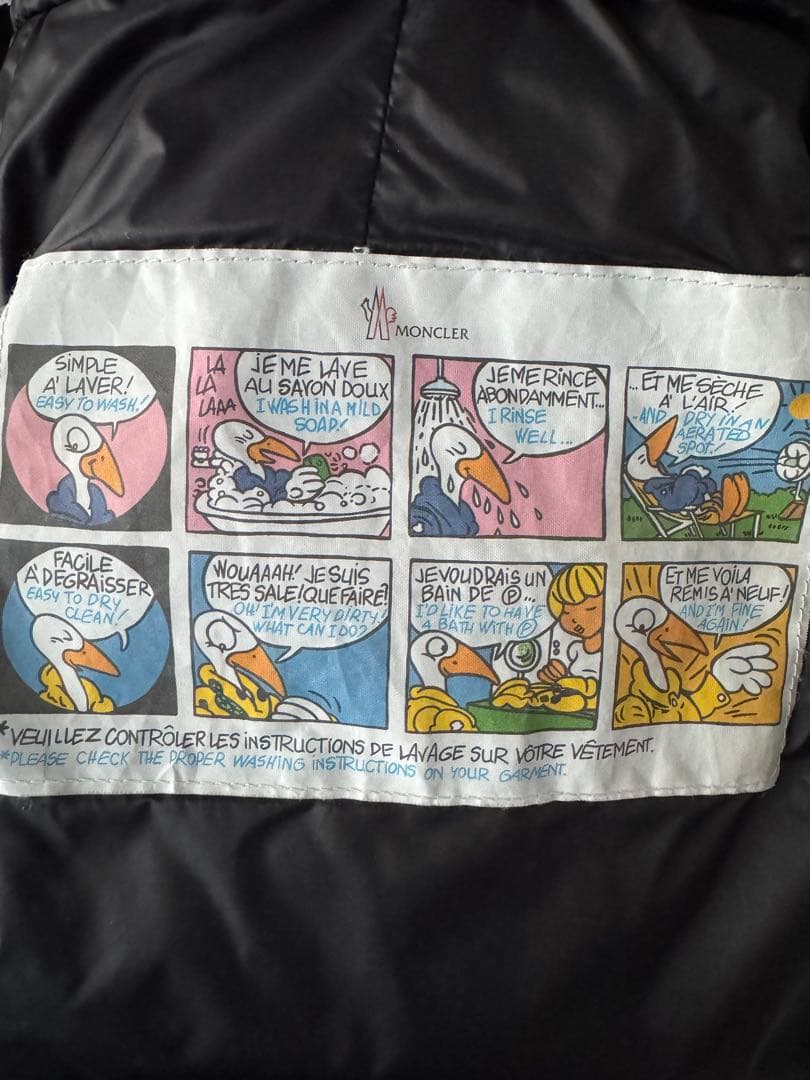 MONCLER
SIMPLE
A' LAVER!
EASY TO WASH!
LA
LA
LAAA
JE ME LAVE
AU SAVON DOUX
I WASH IN A MILD
SOAP!
JE ME RINCE
ABONDAMMENT...
I RINSE
WELL...
...ET ME SÈCHE
A' L'AIR.
...AND DRY IN AN
AERATED
SPOT!
FACILE
A' DEGRAISSER
EASY TO DRY
CLEAN!
WOUAAAH! JE SUIS
TRES SALE! QUE FAIRE?
OH! I'M VERY DIRTY!
WHAT CAN I DO?
JE VOUDRAIS UN
BAIN DE Ⓟ...
I'D LIKE TO HAVE
A BATH WITH Ⓟ
ET ME VOILA
REMIS A' NEUF!
AND I'M FINE
AGAIN!
*VEUILLEZ CONTRÔLER LES INSTRUCTIONS DE LAVAGE SUR VÔTRE VÊTEMENT.
*PLEASE CHECK THE PROPER WASHING INSTRUCTIONS ON YOUR GARMENT.